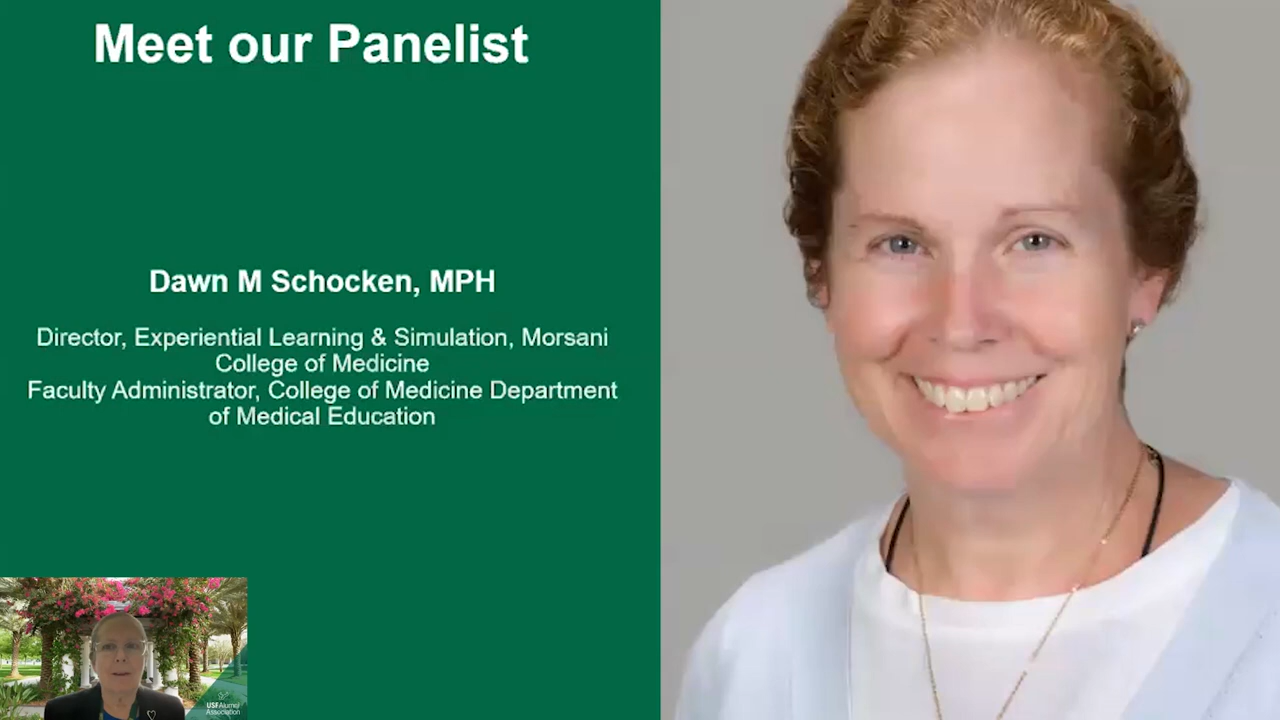 Meet our Panelist
Dawn M Schocken, MPH
Director, Experiential Learning & Simulation, Morsani
College of Medicine
Faculty Administrator, College of Medicine Department
of Medical Education
USF Alumni
Association